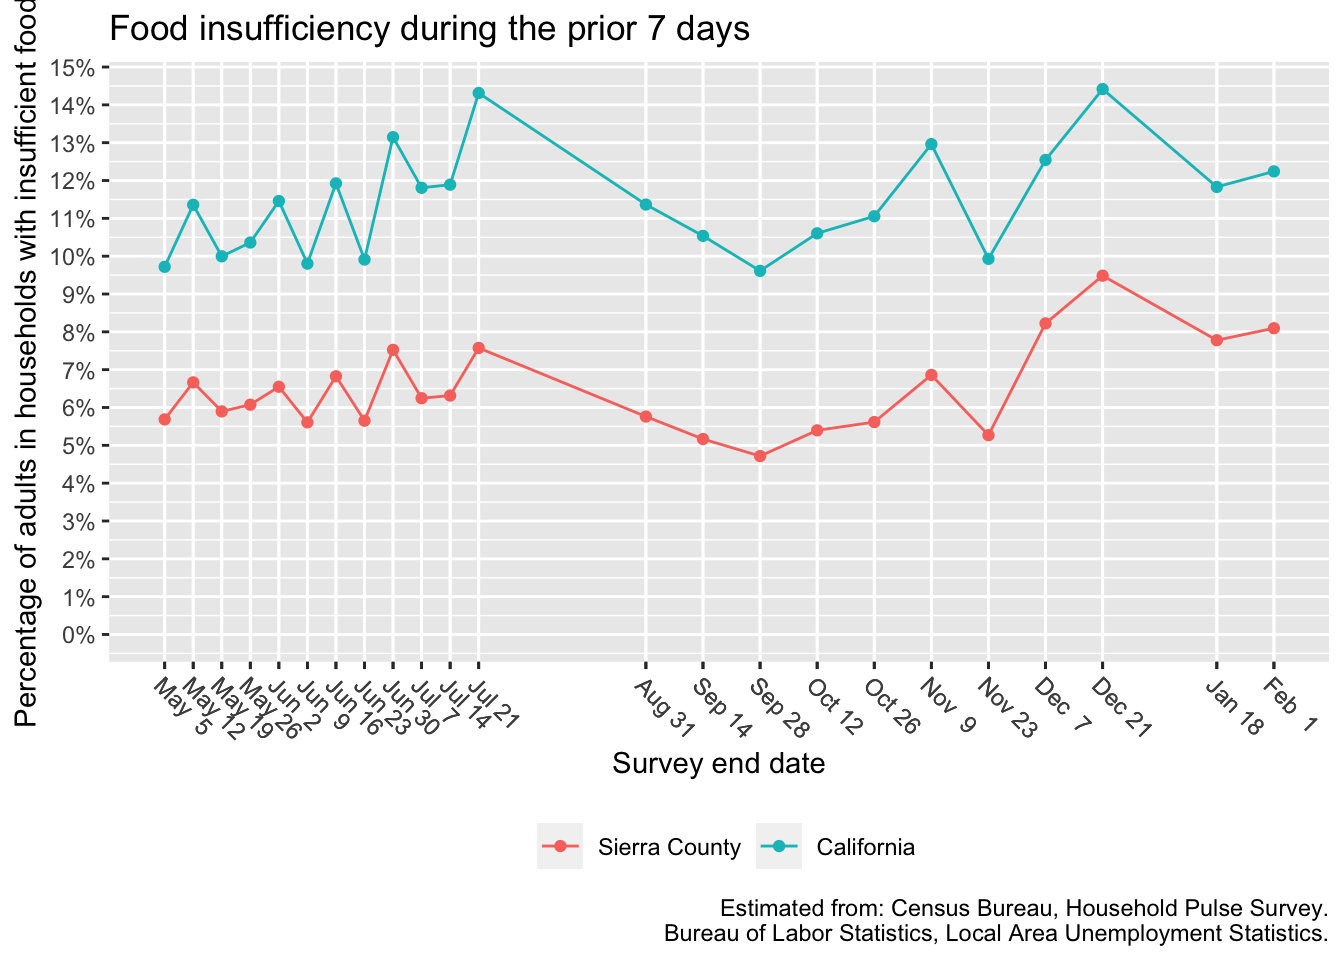 Food insufficiency during the prior 7 days
Percentage of adults in households with insufficient food
15%
14%
13%
12%
11%
10%
9%
8%
7%
6%
5%
4%
3%
2%
1%
0%
May 5
May 12
May 19
May 26
Jun 2
Jun 9
Jun 16
Jun 23
Jun 30
Jul 7
Jul 14
Jul 21
Aug 31
Sep 14
Sep 28
Oct 12
Oct 26
Nov 9
Nov 23
Dec 7
Dec 21
Jan 18
Feb 1
Survey end date
Sierra County
California
Estimated from: Census Bureau, Household Pulse Survey.
Bureau of Labor Statistics, Local Area Unemployment Statistics.